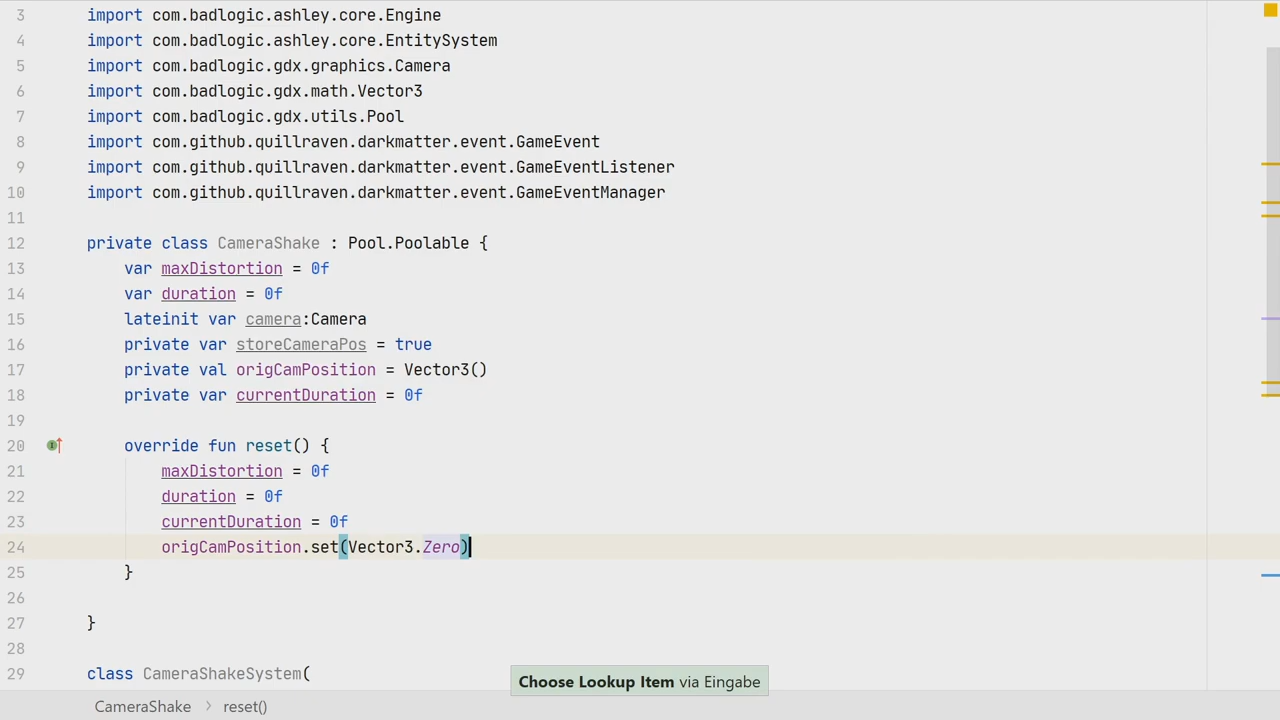 3 import com.badlogic.ashley.core.Engine
4 import com.badlogic.ashley.core.EntitySystem
5 import com.badlogic.gdx.graphics.Camera
6 import com.badlogic.gdx.math.Vector3
7 import com.badlogic.gdx.utils.Pool
8 import com.github.quillraven.darkmatter.event.GameEvent
9 import com.github.quillraven.darkmatter.event.GameEventListener
10 import com.github.quillraven.darkmatter.event.GameEventManager
11
12 private class CameraShake : Pool.Poolable {
13 var maxDistortion = 0f
14 var duration = 0f
15 lateinit var camera:Camera
16 private var storeCameraPos = true
17 private val origCamPosition = Vector3()
18 private var currentDuration = 0f
19
20 override fun reset() {
21 maxDistortion = 0f
22 duration = 0f
23 currentDuration = 0f
24 origCamPosition.set(Vector3.Zero)
25 }
26
27 }
28
29 class CameraShakeSystem(
Choose Lookup Item via Eingabe
CameraShake > reset()